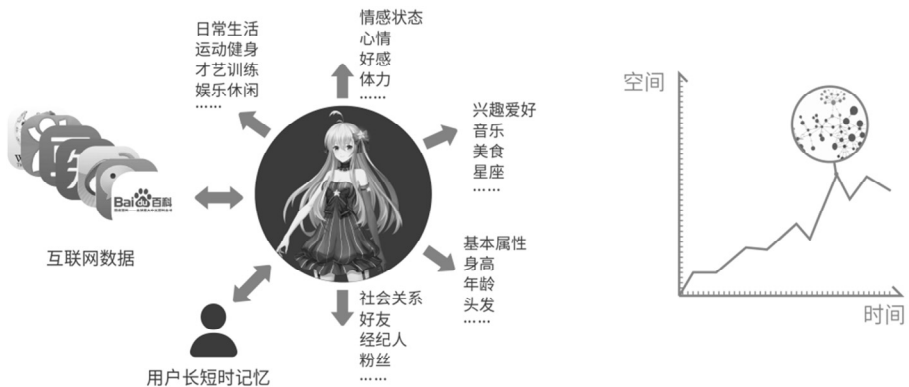 日常生活
运动健身
才艺训练
娱乐休闲
……
情感状态
心情
好感
体力
……
兴趣爱好
音乐
美食
星座
……
Bai du 百科
互联网数据
基本属性
身高
年龄
头发
……
社会关系
好友
经纪人
粉丝
……
用户长短时记忆
空间
时间